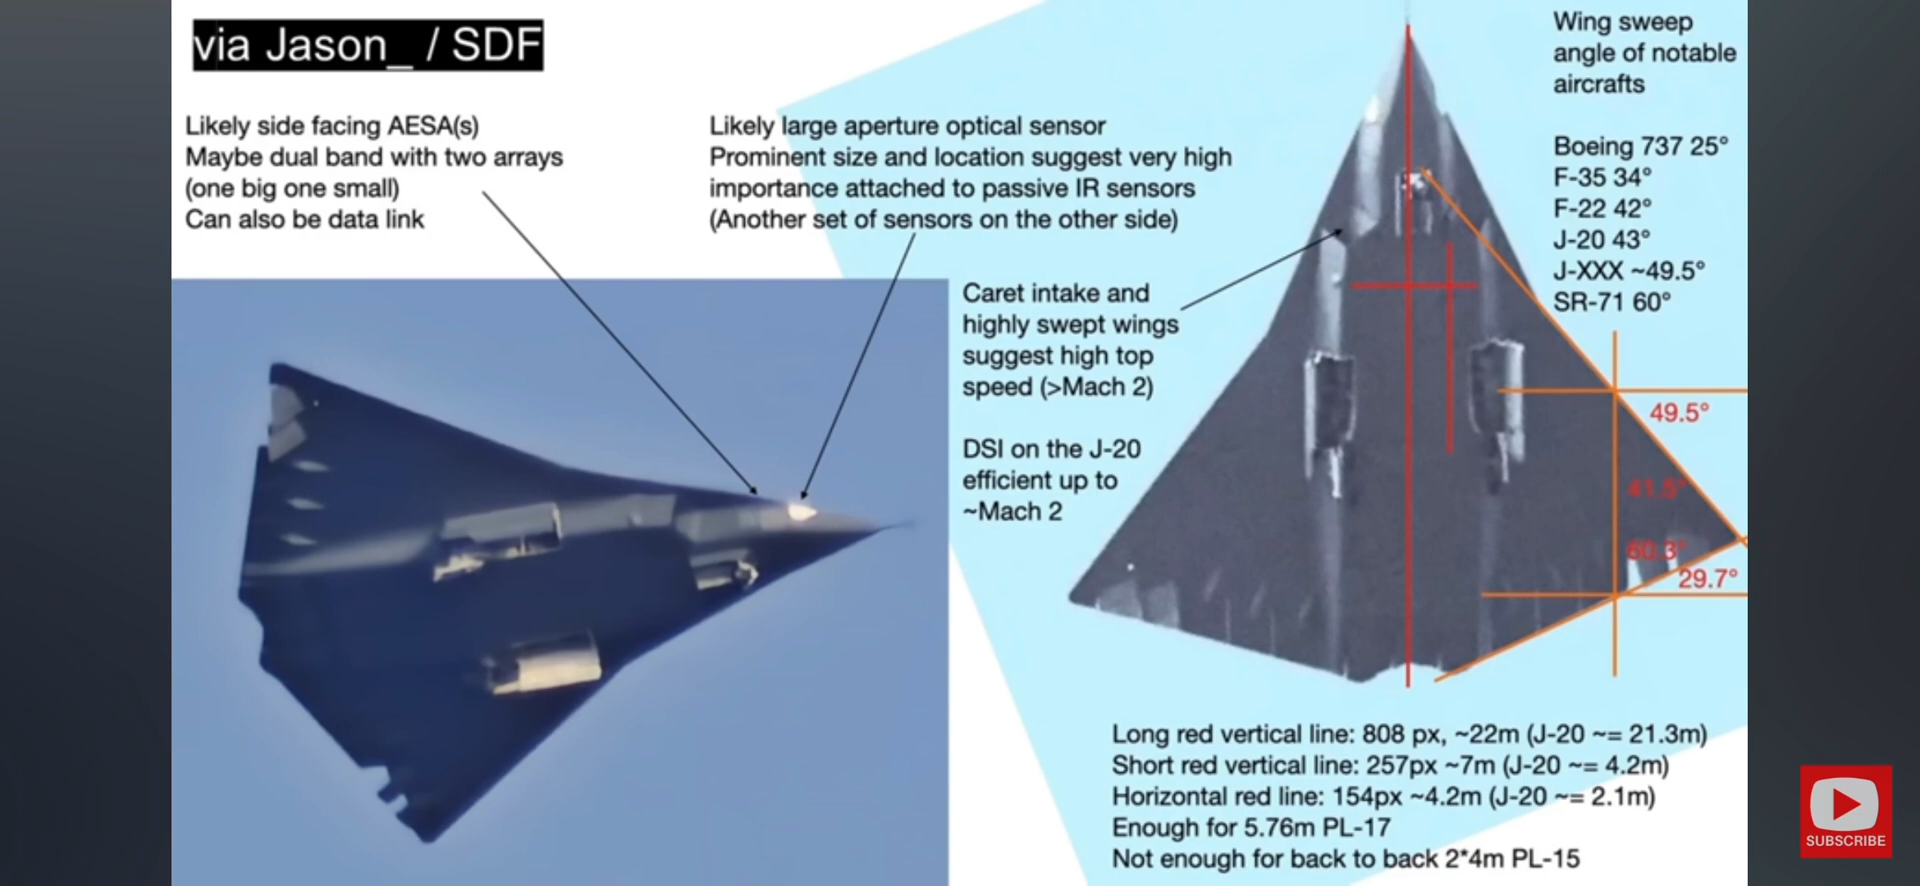 via Jason_ / SDF
Likely side facing AESA(s)
Maybe dual band with two arrays
(one big one small)
Can also be data link
Likely large aperture optical sensor
Prominent size and location suggest very high
importance attached to passive IR sensors
(Another set of sensors on the other side)
Caret intake and
highly swept wings
suggest high top
speed (>Mach 2)
DSI on the J-20
efficient up to
~Mach 2
Wing sweep
angle of notable
aircrafts
Boeing 737 25°
F-35 34°
F-22 42°
J-20 43°
J-XXX ~49.5°
SR-71 60°
49.5°
41.5°
60.3°
29.7°
Long red vertical line: 808 px, ~22m (J-20 ~= 21.3m)
Short red vertical line: 257px ~7m (J-20 ~= 4.2m)
Horizontal red line: 154px ~4.2m (J-20 ~= 2.1m)
Enough for 5.76m PL-17
Not enough for back to back 2*4m PL-15
SUBSCRIBE